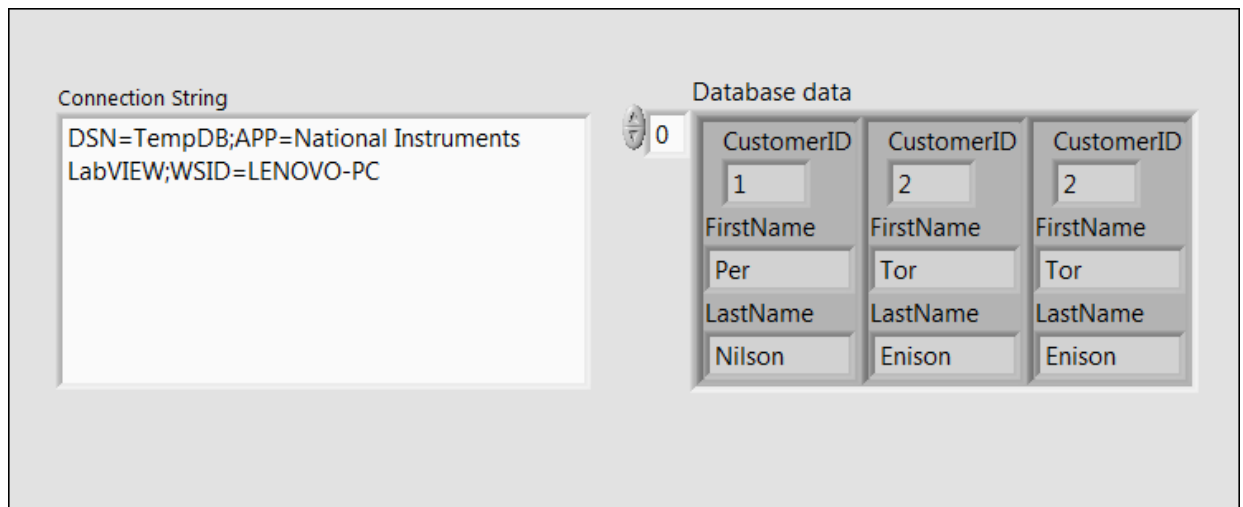 Connection String
DSN=TempDB;APP=National Instruments
LabVIEW;WSID=LENOVO-PC
Database data
0
CustomerID CustomerID CustomerID
1 2 2
FirstName FirstName FirstName
Per Tor Tor
LastName LastName LastName
Nilson Enison Enison